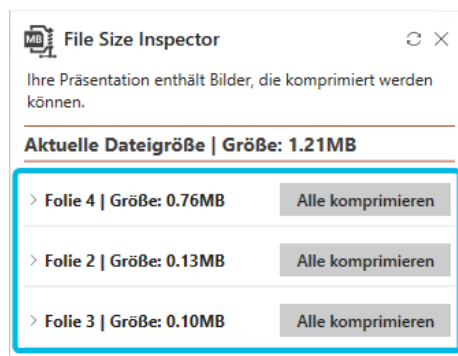 MB
File Size Inspector
Ihre Präsentation enthält Bilder, die komprimiert werden
können.
Aktuelle Dateigröße | Größe: 1.21MB
Folie 4 | Größe: 0.76MB Alle komprimieren
Folie 2 | Größe: 0.13MB Alle komprimieren
Folie 3 | Größe: 0.10MB Alle komprimieren